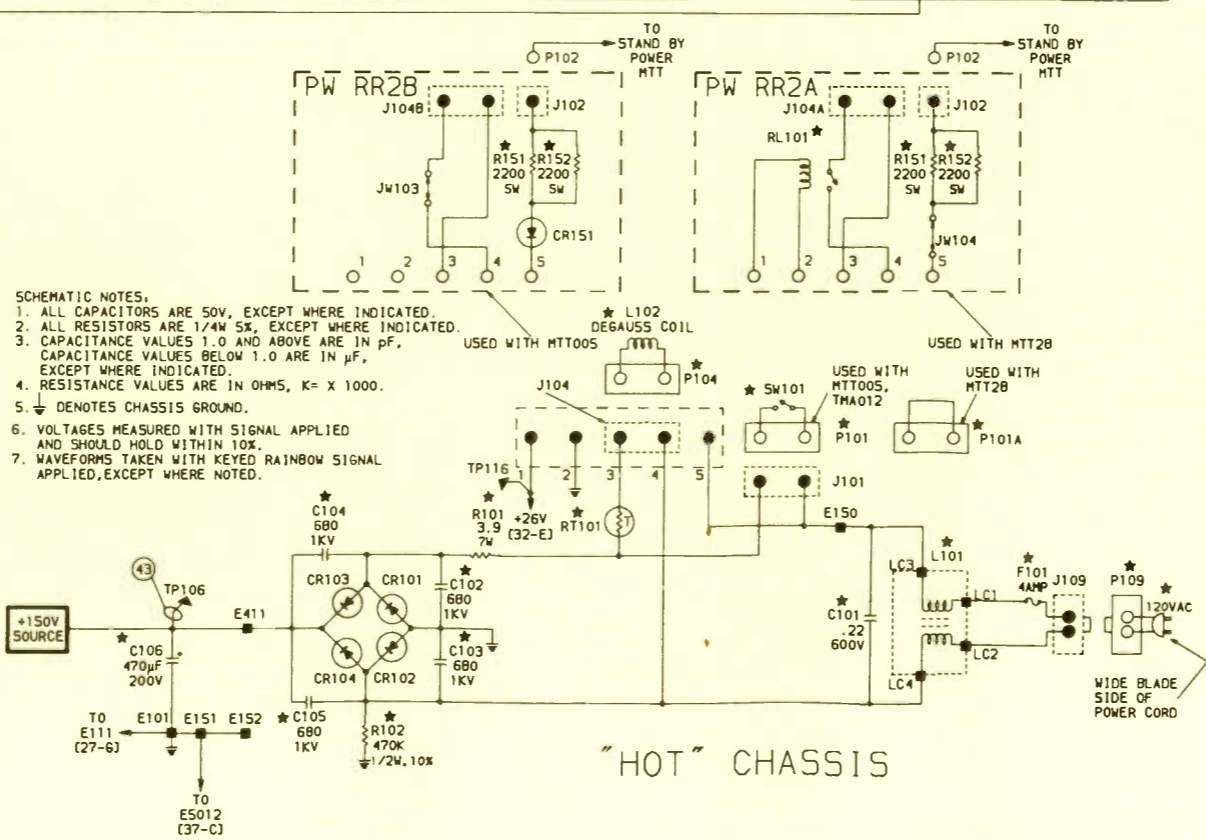 TO
STAND BY
POWER
MTT
P102
PW RR2B
J104B
J102
★
R151
2200
5W
★
R152
2200
5W
JW103
CR151
1
2
3
4
5
TO
STAND BY
POWER
MTT
P102
PW RR2A
J104A
J102
RL101 ★
★
R151
2200
5W
★
R152
2200
5W
JW104
1
2
3
4
5
SCHEMATIC NOTES:
1. ALL CAPACITORS ARE 50V, EXCEPT WHERE INDICATED.
2. ALL RESISTORS ARE 1/4W 5%, EXCEPT WHERE INDICATED.
3. CAPACITANCE VALUES 1.0 AND ABOVE ARE IN pF,
CAPACITANCE VALUES BELOW 1.0 ARE IN µF,
EXCEPT WHERE INDICATED.
4. RESISTANCE VALUES ARE IN OHMS, K= X 1000.
5. ⏚ DENOTES CHASSIS GROUND.
6. VOLTAGES MEASURED WITH SIGNAL APPLIED
AND SHOULD HOLD WITHIN 10%.
7. WAVEFORMS TAKEN WITH KEYED RAINBOW SIGNAL
APPLIED,EXCEPT WHERE NOTED.
USED WITH MTT005
USED WITH MTT28
★ L102
DEGAUSS COIL
★
P104
J104
1
2
3
4
5
★ SW101
USED WITH
MTT005,
TMA012
★
P101
USED WITH
MTT28
★
P101A
J101
TP116
+26V
[32-E]
★
RT101
T
★
R101
3.9
7W
★
C104
680
1KV
43
TP106
E411
+150V
SOURCE
★
C106
470µF
200V
+
CR103
CR101
CR104
CR102
★
C102
680
1KV
★
C103
680
1KV
★ C105
680
1KV
★
R102
470K
1/2W,10%
TO
E111
[27-G]
E101
E151
E152
TO
E5012
[37-C]
E150
★
C101
.22
600V
★
L101
LC3
LC1
LC2
LC4
★
F101
4AMP
J109
★
P109
★
120VAC
WIDE BLADE
SIDE OF
POWER CORD
"HOT" CHASSIS